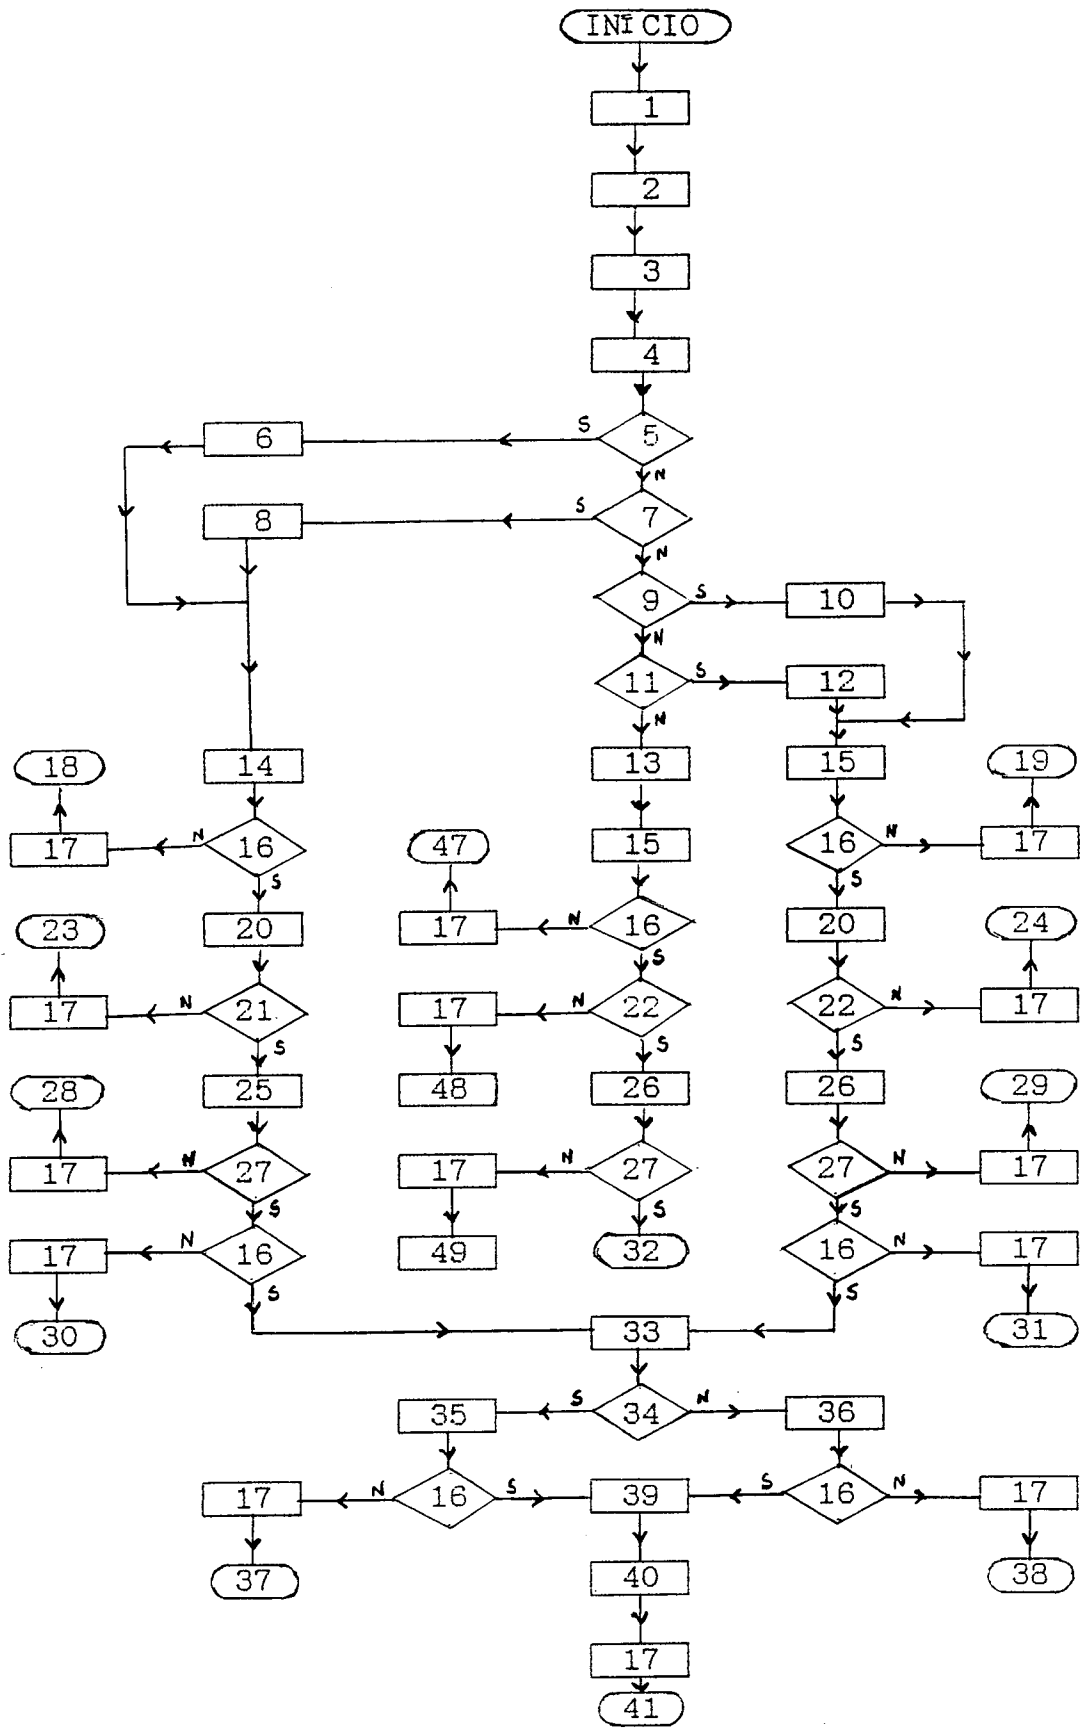 INICIO
1
2
3
4
6 S 5
N
8 S 7
N
9 S 10
N
11 S 12
N
18 14 13 15 19
17 N 16 47 15 16 N 17
S S
23 20 17 N 16 20 24
S
17 N 21 17 N 22 22 N 17
S S S
28 25 48 26 26 29
17 N 27 17 N 27 27 N 17
S S S
17 N 16 49 32 16 N 17
S S
30 33 31
35 S 34 N 36
17 N 16 S 39 S 16 N 17
37 40 38
17
41